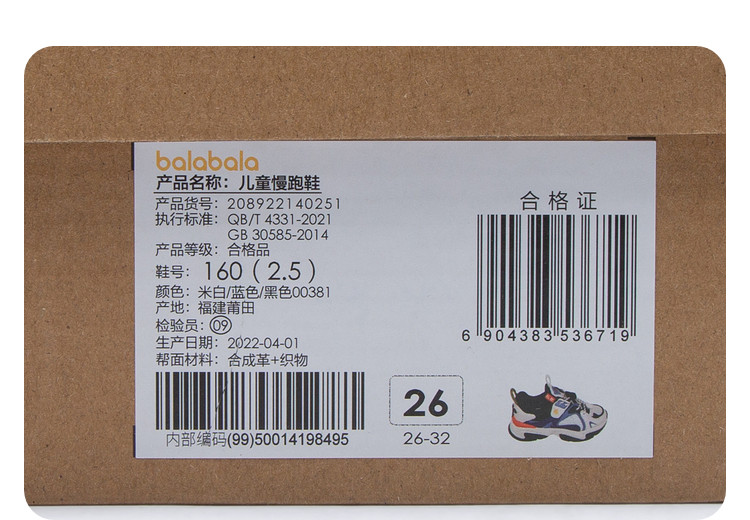 balabala
产品名称：儿童慢跑鞋
产品货号：208922140251
执行标准：QB/T 4331-2021
GB 30585-2014
产品等级：合格品
鞋号：160（2.5）
颜色：米白/蓝色/黑色00381
产地：福建莆田
检验员：09
生产日期：2022-04-01
帮面材料：合成革+织物
内部编码(99)50014198495
合格证
6 904383 536719
26
26-32